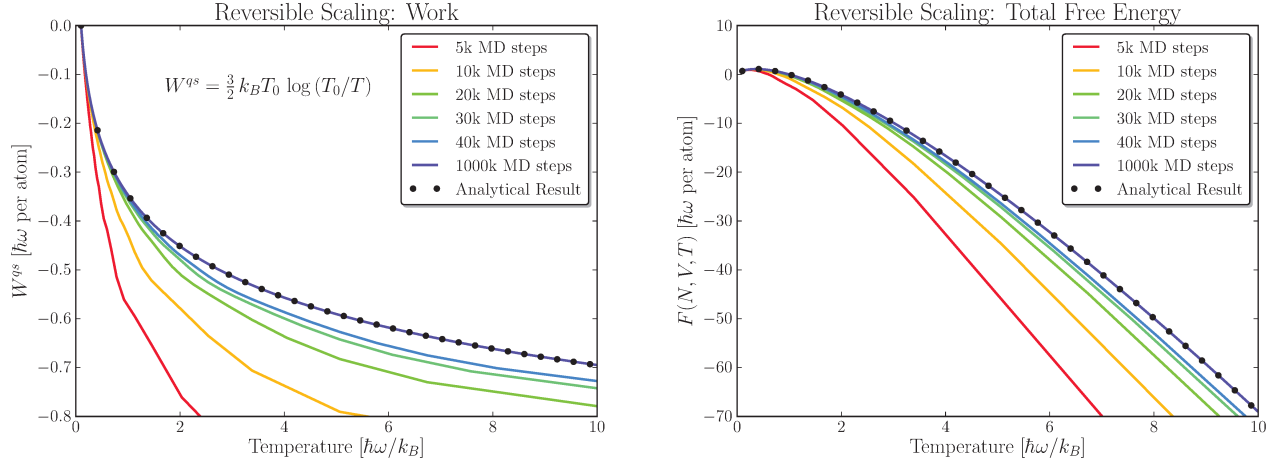 Reversible Scaling: Work
0.0
−0.1
−0.2
−0.3
−0.4
−0.5
−0.6
−0.7
−0.8
W^{qs} [ħω per atom]
W^{qs} = 3/2 k_B T_0 log (T_0/T)
5k MD steps
10k MD steps
20k MD steps
30k MD steps
40k MD steps
1000k MD steps
Analytical Result
0 2 4 6 8 10
Temperature [ħω/k_B]
Reversible Scaling: Total Free Energy
10
0
−10
−20
−30
−40
−50
−60
−70
F(N, V, T) [ħω per atom]
5k MD steps
10k MD steps
20k MD steps
30k MD steps
40k MD steps
1000k MD steps
Analytical Result
0 2 4 6 8 10
Temperature [ħω/k_B]